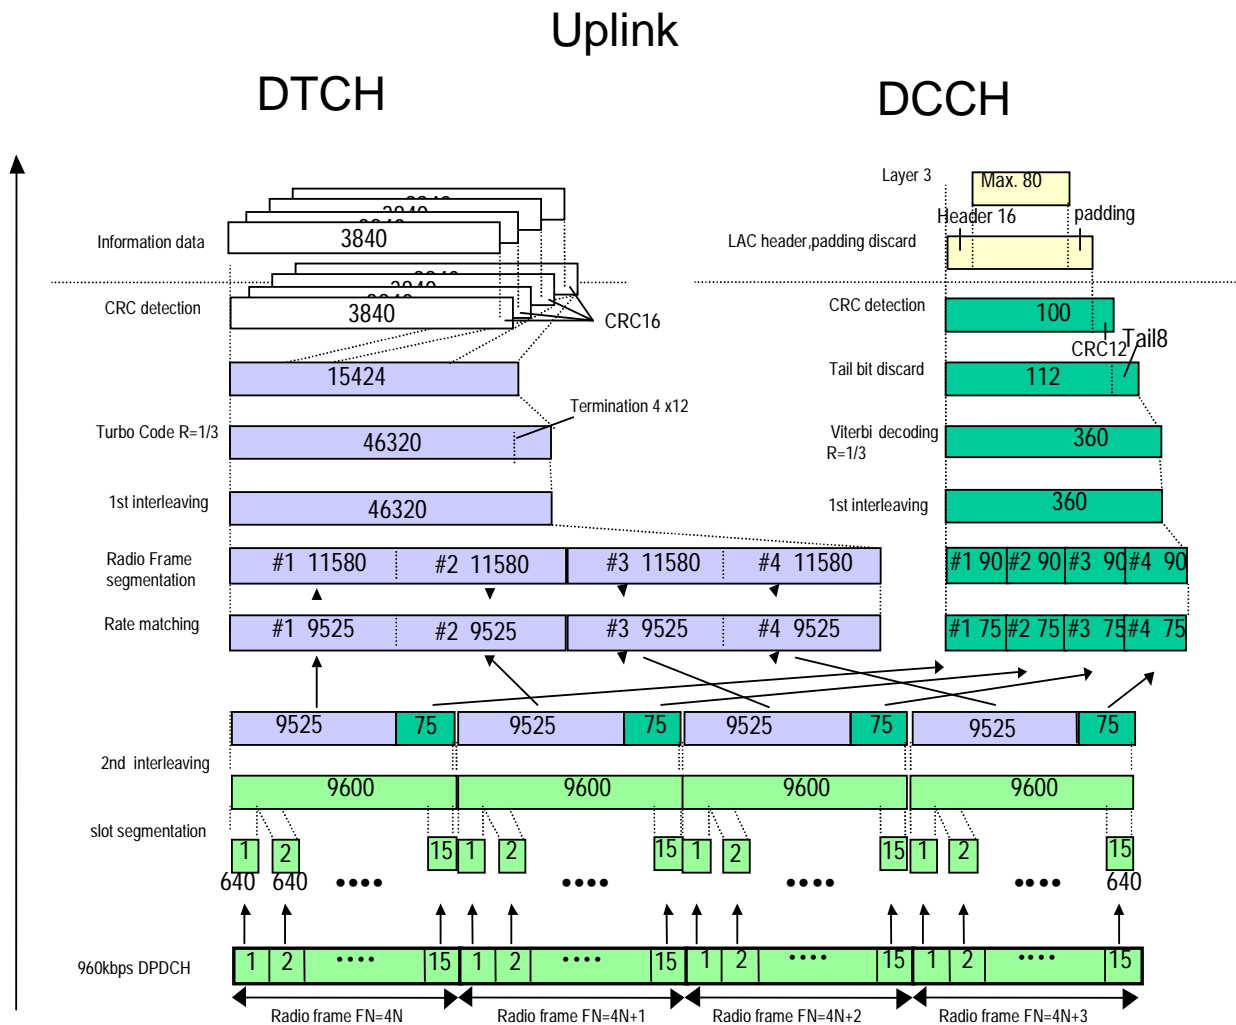 Uplink
DTCH
DCCH
Layer 3
Max. 80
Header 16
padding
3840
3840
3840
3840
Information data
LAC header,padding discard
3840
3840
3840
CRC detection
3840
CRC16
CRC detection
100
CRC12
Tail8
15424
Tail bit discard
112
Termination 4 x12
Turbo Code R=1/3
46320
Viterbi decoding
R=1/3
360
1st interleaving
46320
1st interleaving
360
Radio Frame
segmentation
#1 11580
#2 11580
#3 11580
#4 11580
#1 90
#2 90
#3 90
#4 90
Rate matching
#1 9525
#2 9525
#3 9525
#4 9525
#1 75
#2 75
#3 75
#4 75
9525
75
9525
75
9525
75
9525
75
2nd interleaving
9600
9600
9600
9600
slot segmentation
1
2
15
1
2
15
1
2
15
1
2
15
640
640
••••
••••
••••
••••
640
960kbps DPDCH
1
2
••••
15
1
2
••••
15
1
2
••••
15
1
2
••••
15
Radio frame FN=4N
Radio frame FN=4N+1
Radio frame FN=4N+2
Radio frame FN=4N+3